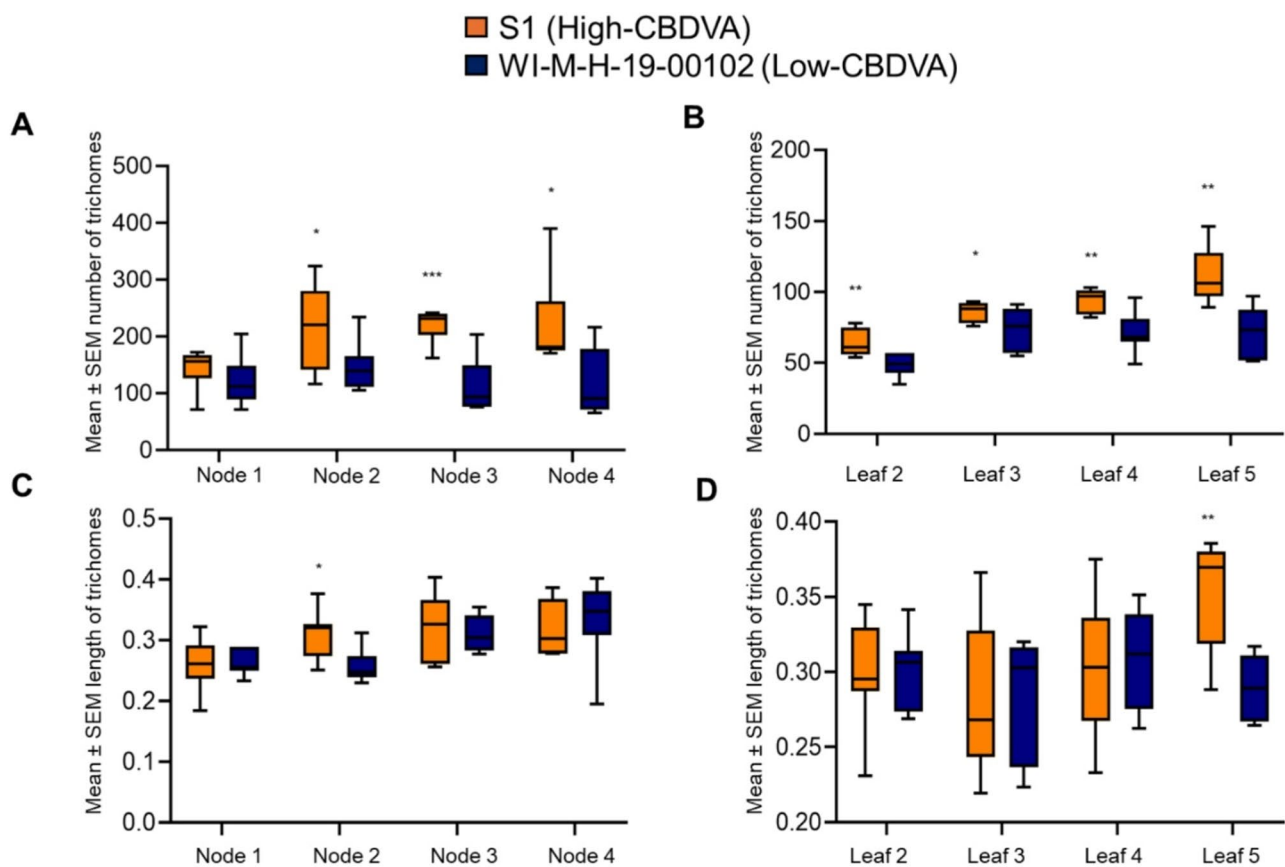 S1 (High-CBDVA)
WI-M-H-19-00102 (Low-CBDVA)
A
Mean ± SEM number of trichomes
500
400
300
200
100
0
*
***
*
Node 1
Node 2
Node 3
Node 4
B
Mean ± SEM number of trichomes
200
150
100
50
0
**
*
**
**
Leaf 2
Leaf 3
Leaf 4
Leaf 5
C
Mean ± SEM length of trichomes
0.5
0.4
0.3
0.2
0.1
0.0
*
Node 1
Node 2
Node 3
Node 4
D
Mean ± SEM length of trichomes
0.40
0.35
0.30
0.25
0.20
**
Leaf 2
Leaf 3
Leaf 4
Leaf 5